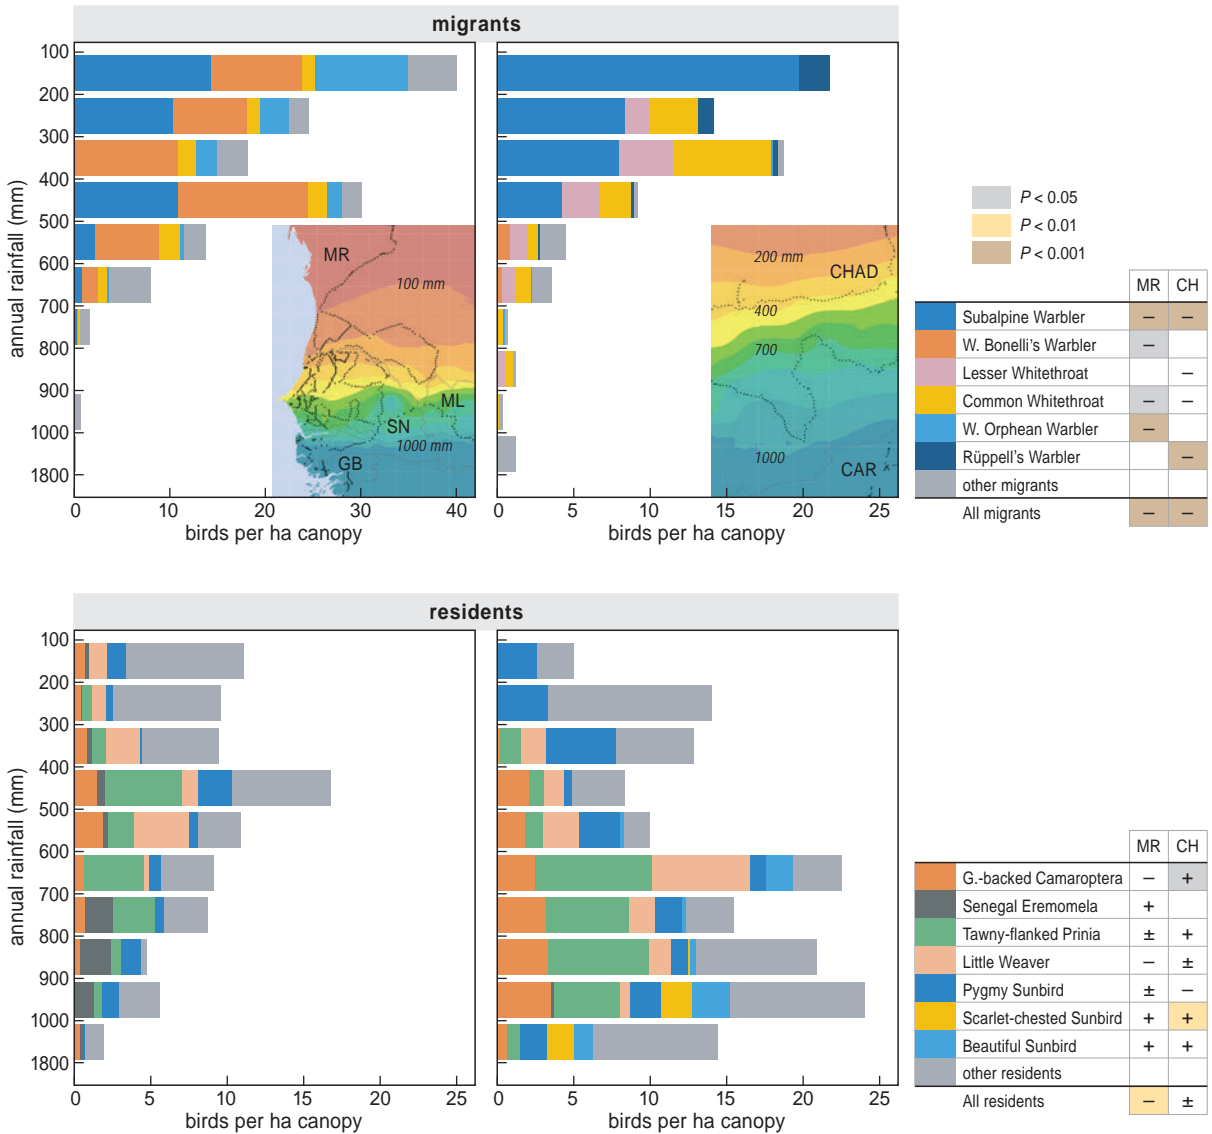 migrants
annual rainfall (mm)
100
200
300
400
500
600
700
800
900
1000
1800
0 10 20 30 40
birds per ha canopy
MR
100 mm
ML
SN
1000 mm
GB
0 5 10 15 20 25
birds per ha canopy
200 mm
CHAD
400
700
1000
CAR
P < 0.05
P < 0.01
P < 0.001
MR CH
Subalpine Warbler – –
W. Bonelli's Warbler –
Lesser Whitethroat –
Common Whitethroat – –
W. Orphean Warbler –
Rüppell's Warbler –
other migrants
All migrants – –
residents
annual rainfall (mm)
100
200
300
400
500
600
700
800
900
1000
1800
0 5 10 15 20 25
birds per ha canopy
0 5 10 15 20 25
birds per ha canopy
MR CH
G.-backed Camaroptera – +
Senegal Eremomela +
Tawny-flanked Prinia ± +
Little Weaver – ±
Pygmy Sunbird ± –
Scarlet-chested Sunbird + +
Beautiful Sunbird + +
other residents
All residents – ±